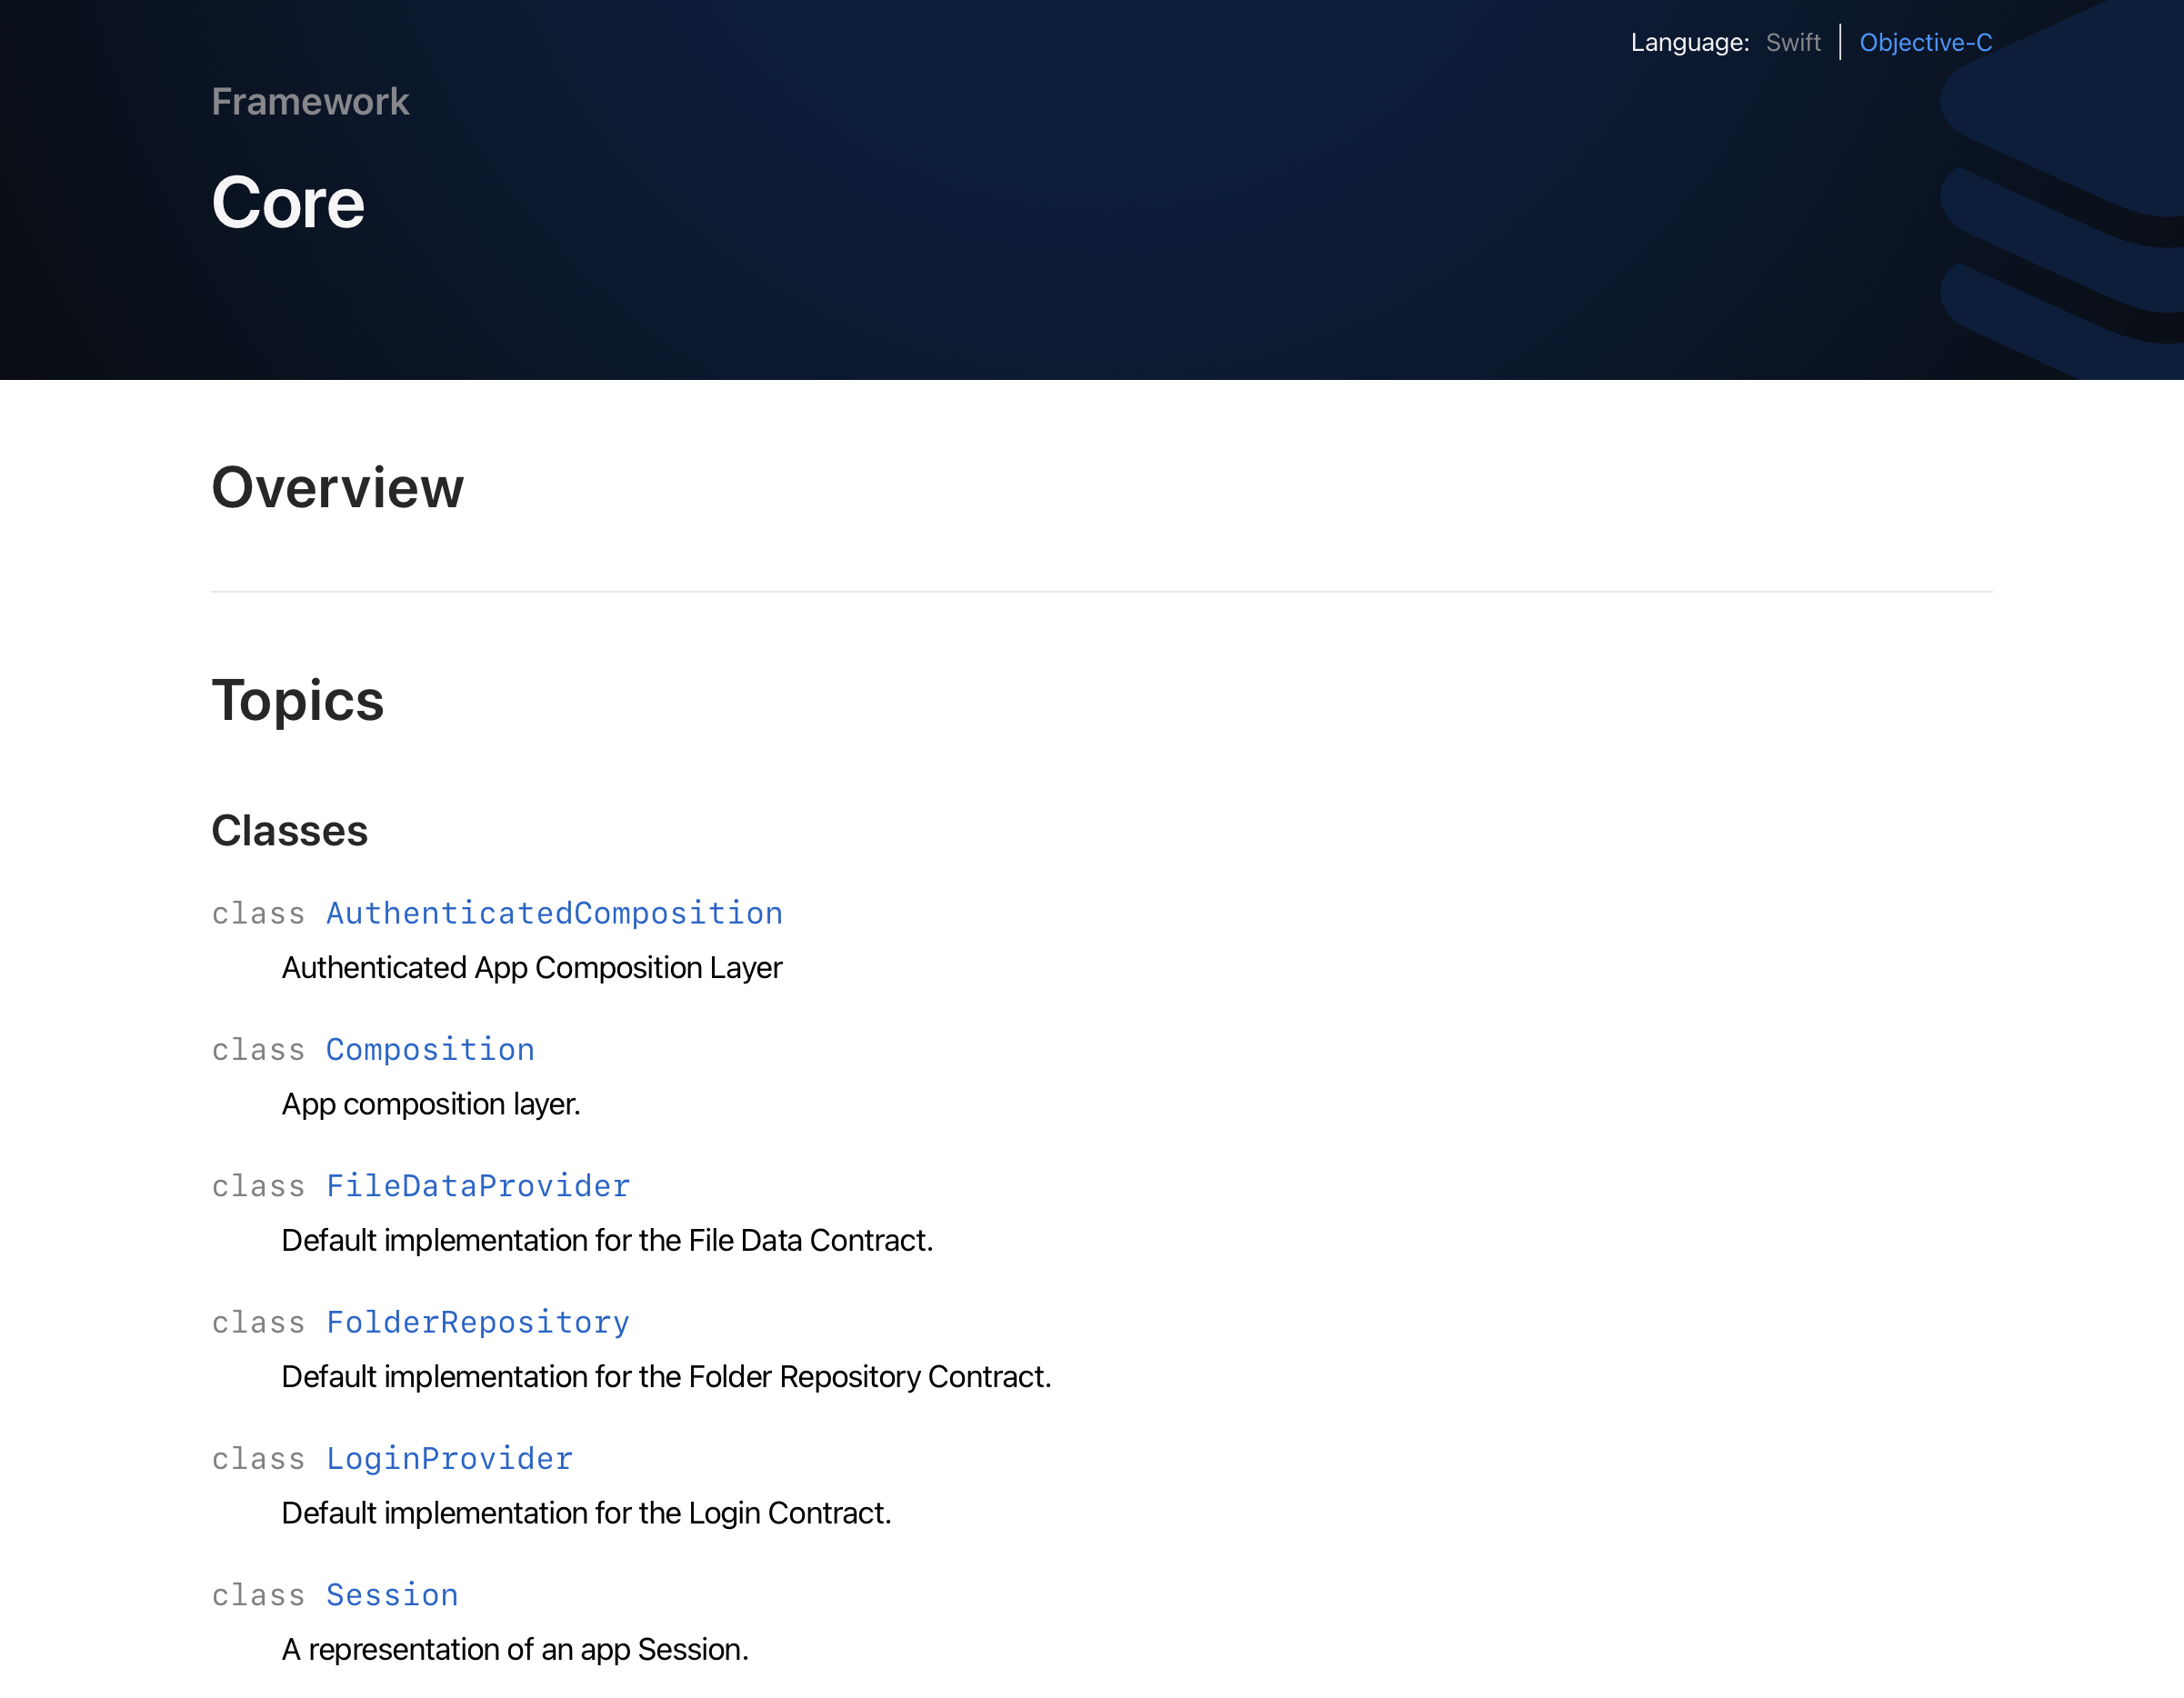 Language: Swift Objective-C
Framework
Core
Overview
Topics
Classes
class AuthenticatedComposition
Authenticated App Composition Layer
class Composition
App composition layer.
class FileDataProvider
Default implementation for the File Data Contract.
class FolderRepository
Default implementation for the Folder Repository Contract.
class LoginProvider
Default implementation for the Login Contract.
class Session
A representation of an app Session.